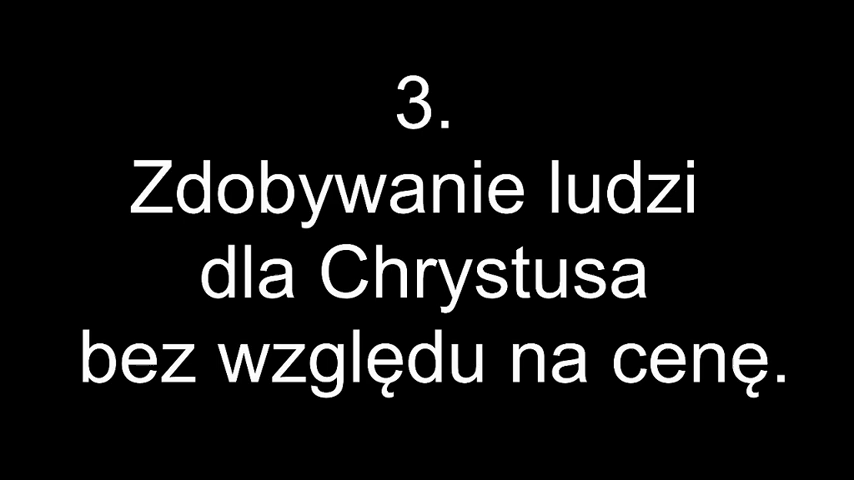 3.
Zdobywanie ludzi
dla Chrystusa
bez względu na cenę.